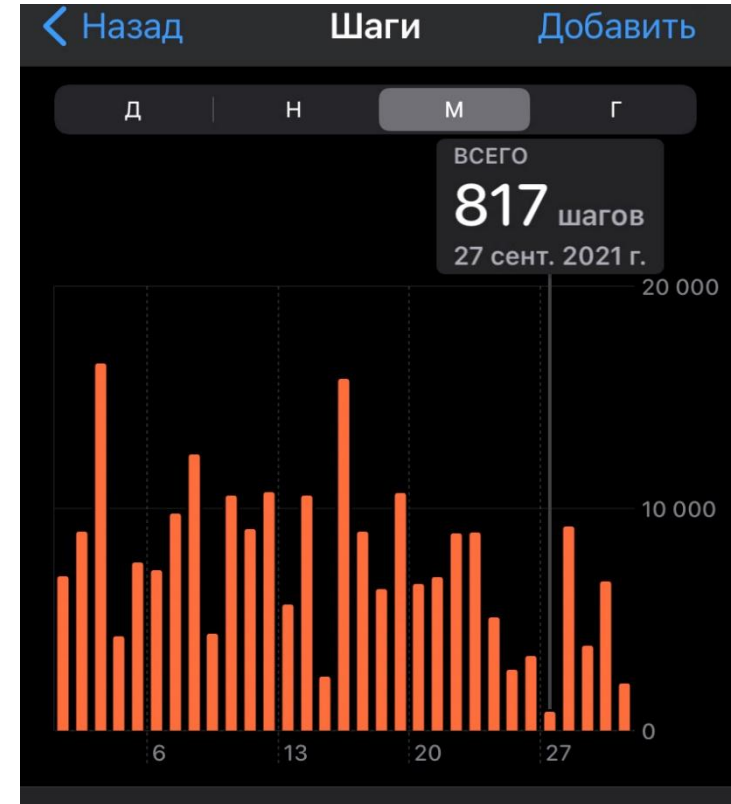 Назад Шаги Добавить
Д Н М Г
ВСЕГО
817 шагов
27 сент. 2021 г.
20 000
10 000
0
6 13 20 27